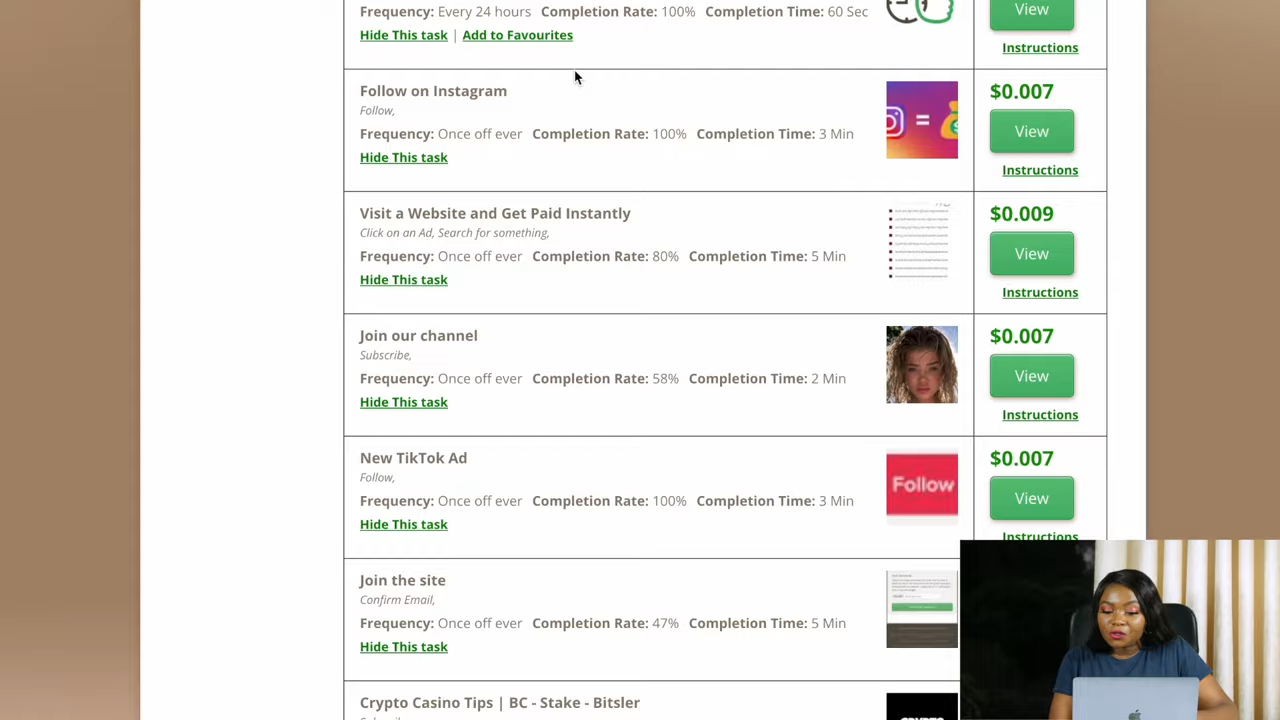 Frequency: Every 24 hours Completion Rate: 100% Completion Time: 60 Sec
View
Hide This task | Add to Favourites
Instructions
Follow on Instagram
$0.007
Follow,
=
View
Frequency: Once off ever Completion Rate: 100% Completion Time: 3 Min
Hide This task
Instructions
Visit a Website and Get Paid Instantly
$0.009
Click on an Ad, Search for something,
View
Frequency: Once off ever Completion Rate: 80% Completion Time: 5 Min
Hide This task
Instructions
Join our channel
$0.007
Subscribe,
View
Frequency: Once off ever Completion Rate: 58% Completion Time: 2 Min
Hide This task
Instructions
New TikTok Ad
$0.007
Follow,
Follow
View
Frequency: Once off ever Completion Rate: 100% Completion Time: 3 Min
Hide This task
Instructions
Join the site
Confirm Email,
Frequency: Once off ever Completion Rate: 47% Completion Time: 5 Min
Hide This task
Crypto Casino Tips | BC - Stake - Bitsler